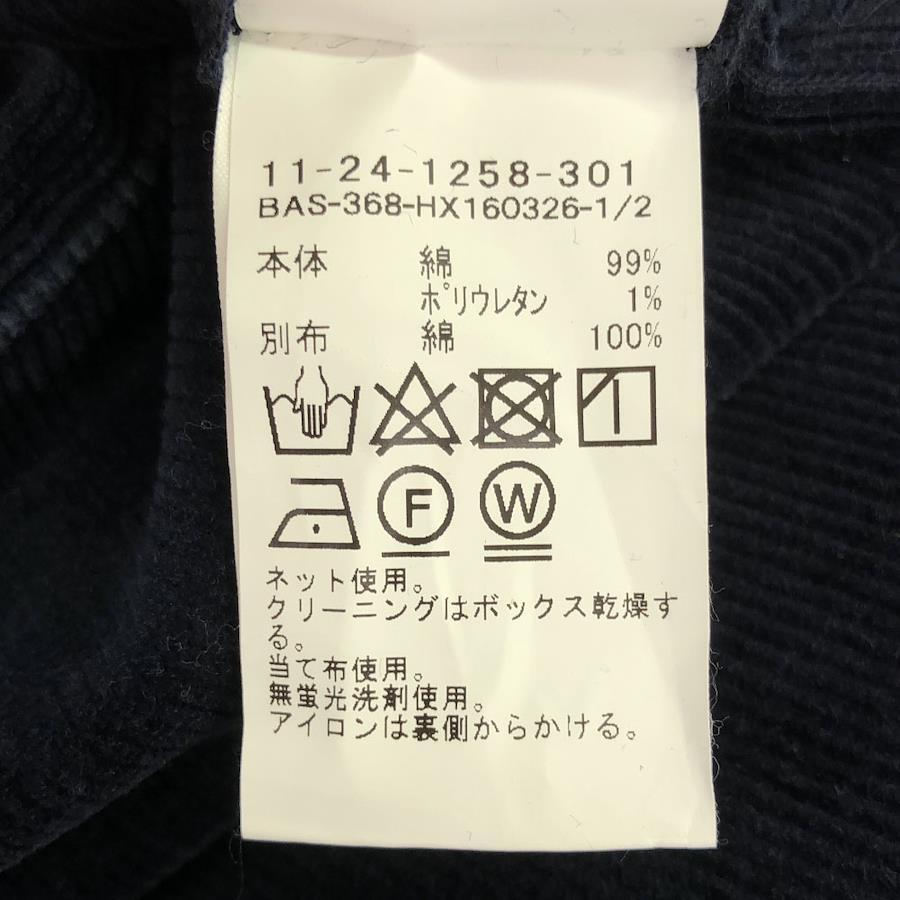 11-24-1258-301
BAS-368-HX160326-1/2
本体 綿 99%
ポリウレタン 1%
別布 綿 100%
F W
ネット使用。
クリーニングはボックス乾燥す
る。
当て布使用。
無蛍光洗剤使用。
アイロンは裏側からかける。